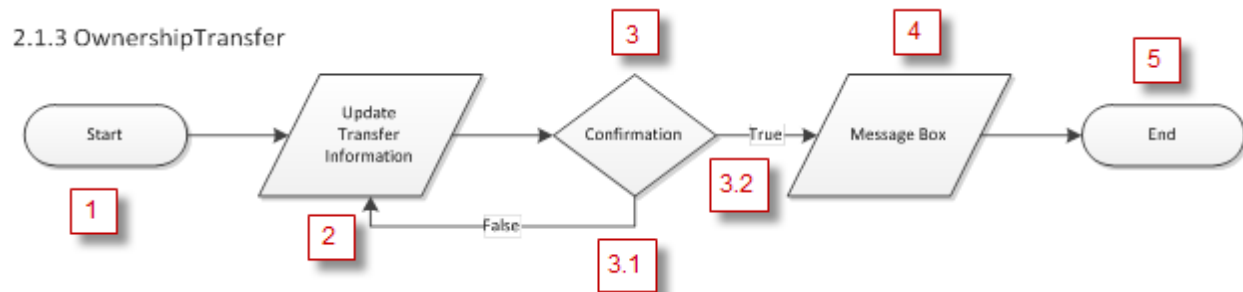 2.1.3 OwnershipTransfer
3
4
5
Start
Update
Transfer
Information
Confirmation
True
Message Box
End
1
2
False
3.1
3.2